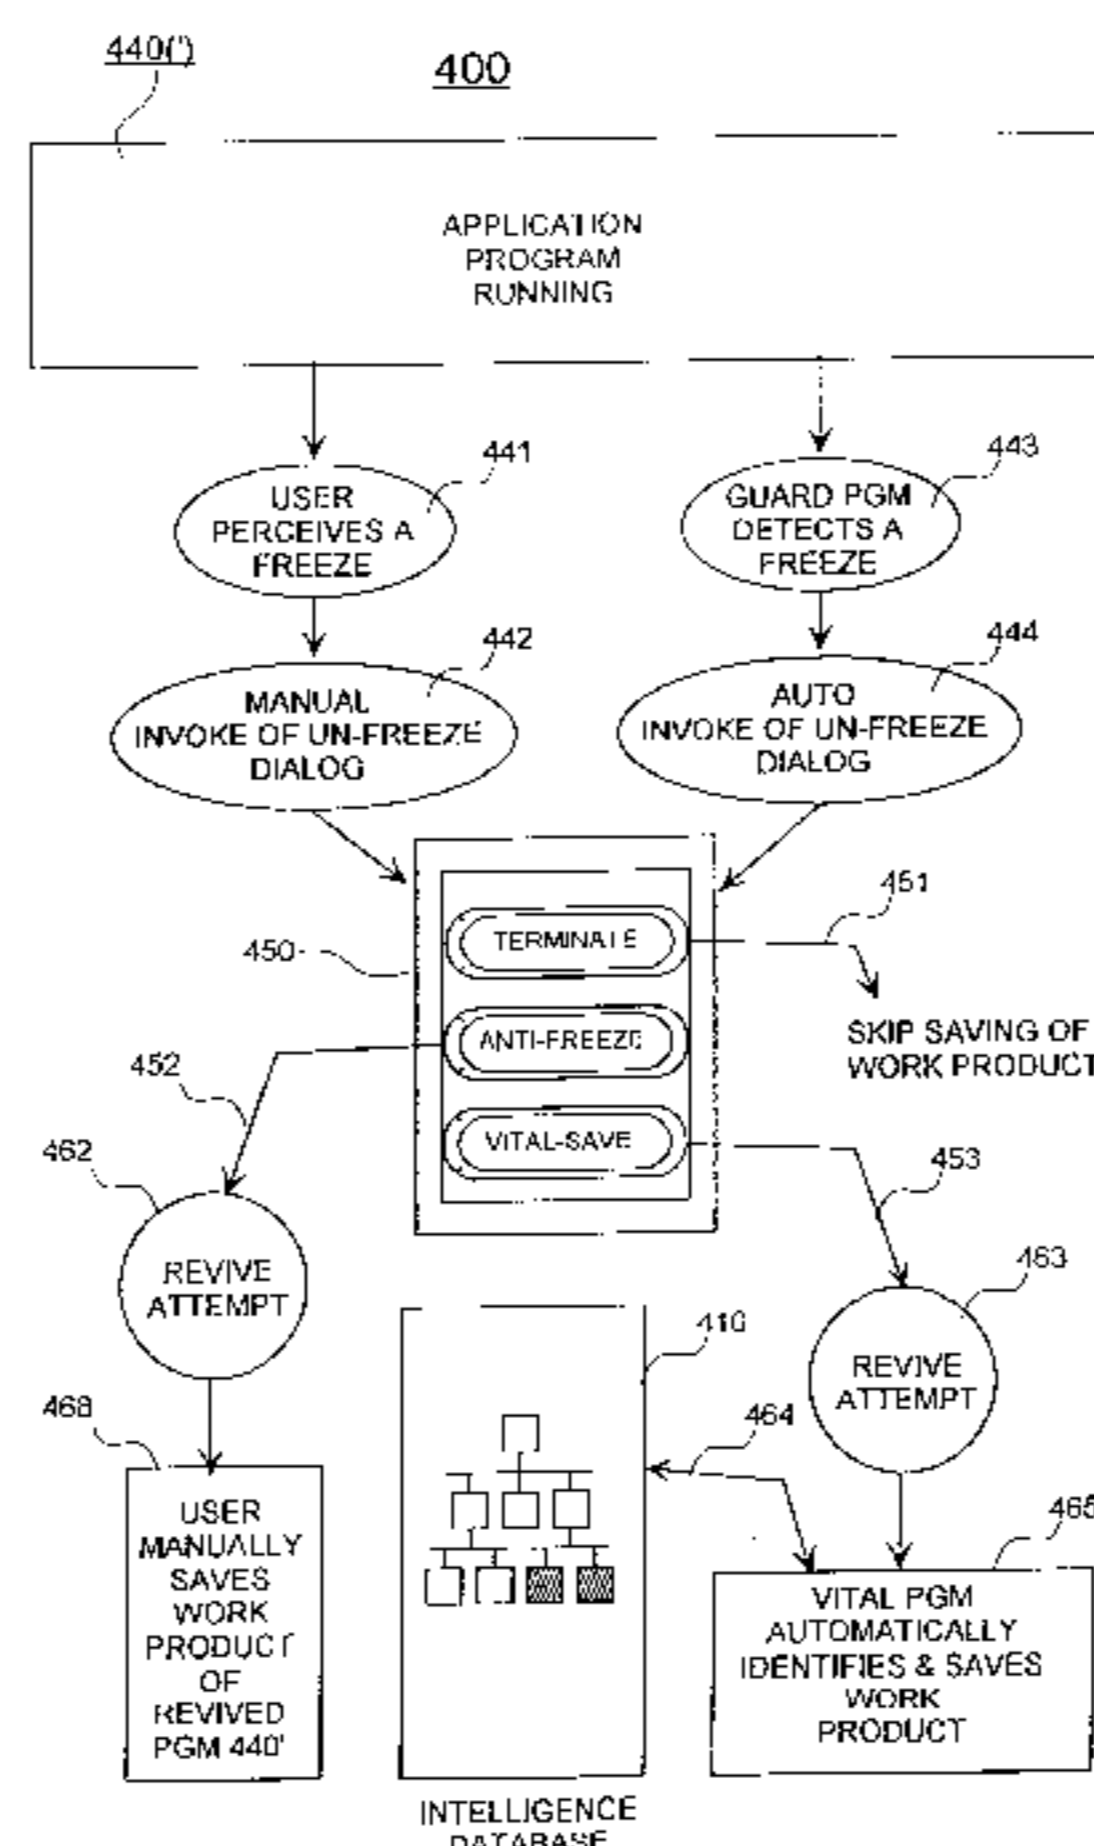 440(')
400
APPLICATION
PROGRAM
RUNNING
441
USER
PERCEIVES A
FREEZE
443
GUARD PGM
DETECTS A
FREEZE
442
MANUAL
INVOKE OF UN-FREEZE
DIALOG
444
AUTO
INVOKE OF UN-FREEZE
DIALOG
450
TERMINATE
ANTI-FREEZE
VITAL-SAVE
451
SKIP SAVING OF
WORK PRODUCT
452
453
462
REVIVE
ATTEMPT
463
REVIVE
ATTEMPT
410
464
468
USER
MANUALLY
SAVES
WORK
PRODUCT
OF
REVIVED
PGM 440'
465
VITAL PGM
AUTOMATICALLY
IDENTIFIES & SAVES
WORK
PRODUCT
INTELLIGENCE
DATABASE